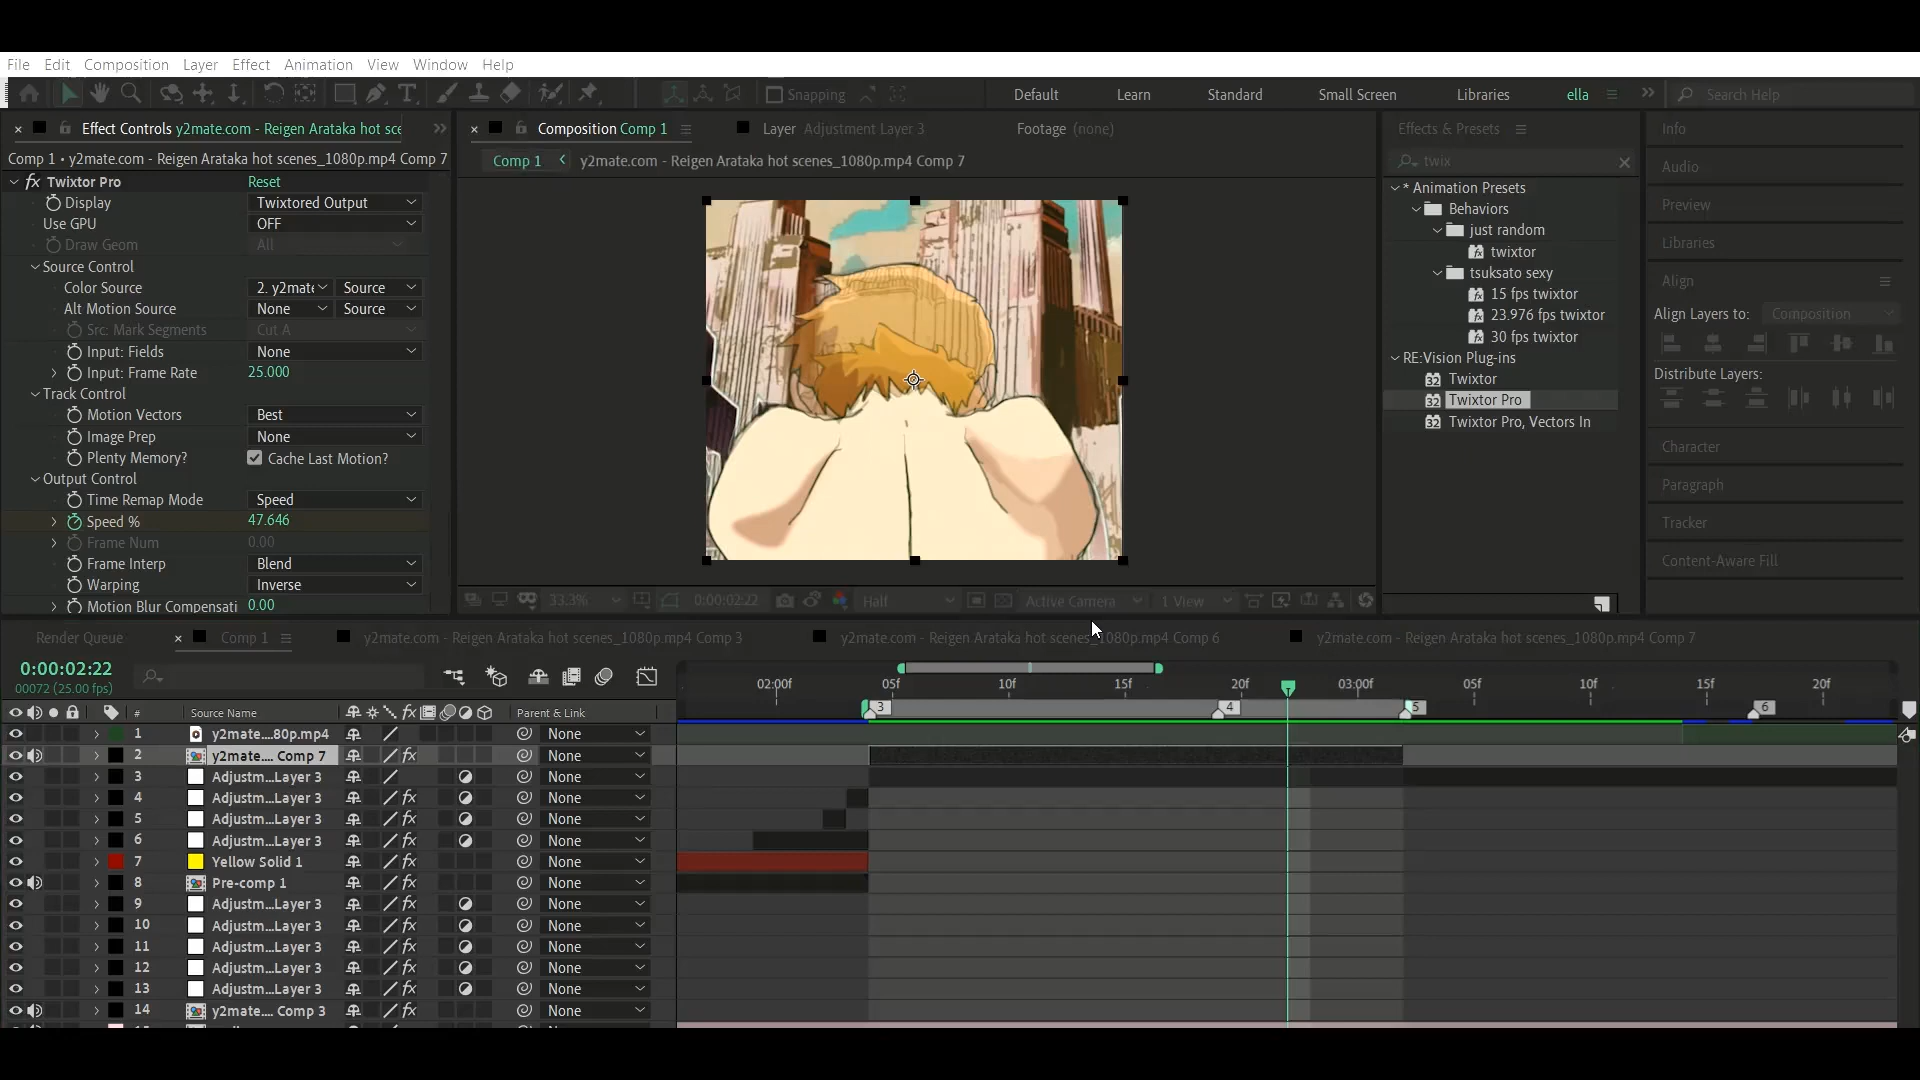 File Edit Composition Layer Effect Animation View Window Help
Snapping Default Learn Standard Small Screen Libraries ella Search Help
Effect Controls y2mate.com - Reigen Arataka hot sce
Composition Comp 1 Layer Adjustment Layer 3 Footage (none)
Effects & Presets Info
Comp 1 • y2mate.com - Reigen Arataka hot scenes_1080p.mp4 Comp 7
Comp 1 y2mate.com - Reigen Arataka hot scenes_1080p.mp4 Comp 7
twix
Audio
Preview
Libraries
Align
Align Layers to: Composition
Distribute Layers:
Character
Paragraph
Tracker
Content-Aware Fill
Twixtor Pro Reset
Display Twixtored Output
Use GPU OFF
Draw Geom All
Source Control
Color Source 2. y2mate Source
Alt Motion Source None Source
Src: Mark Segments Cut A
Input: Fields None
Input: Frame Rate 25.000
Track Control
Motion Vectors Best
Image Prep None
Plenty Memory? Cache Last Motion?
Output Control
Time Remap Mode Speed
Speed % 47.646
Frame Num 0.00
Frame Interp Blend
Warping Inverse
Motion Blur Compensati 0.00
* Animation Presets
Behaviors
just random
twixtor
tsuksato sexy
15 fps twixtor
23.976 fps twixtor
30 fps twixtor
RE:Vision Plug-ins
32 Twixtor
32 Twixtor Pro
32 Twixtor Pro, Vectors In
33.3% 0:00:02:22 Half Active Camera 1 View
Render Queue Comp 1 y2mate.com - Reigen Arataka hot scenes_1080p.mp4 Comp 3 y2mate.com - Reigen Arataka hot scenes_1080p.mp4 Comp 6 y2mate.com - Reigen Arataka hot scenes_1080p.mp4 Comp 7
0:00:02:22
00072 (25.00 fps)
02:00f 05f 10f 15f 20f 03:00f 05f 10f 15f 20f
3 4 5 6
# Source Name fx Parent & Link
1 y2mate....80p.mp4 None
2 y2mate.... Comp 7 fx None
3 Adjustm...Layer 3 None
4 Adjustm...Layer 3 fx None
5 Adjustm...Layer 3 fx None
6 Adjustm...Layer 3 fx None
7 Yellow Solid 1 fx None
8 Pre-comp 1 fx None
9 Adjustm...Layer 3 fx None
10 Adjustm...Layer 3 fx None
11 Adjustm...Layer 3 fx None
12 Adjustm...Layer 3 fx None
13 Adjustm...Layer 3 fx None
14 y2mate.... Comp 3 fx None